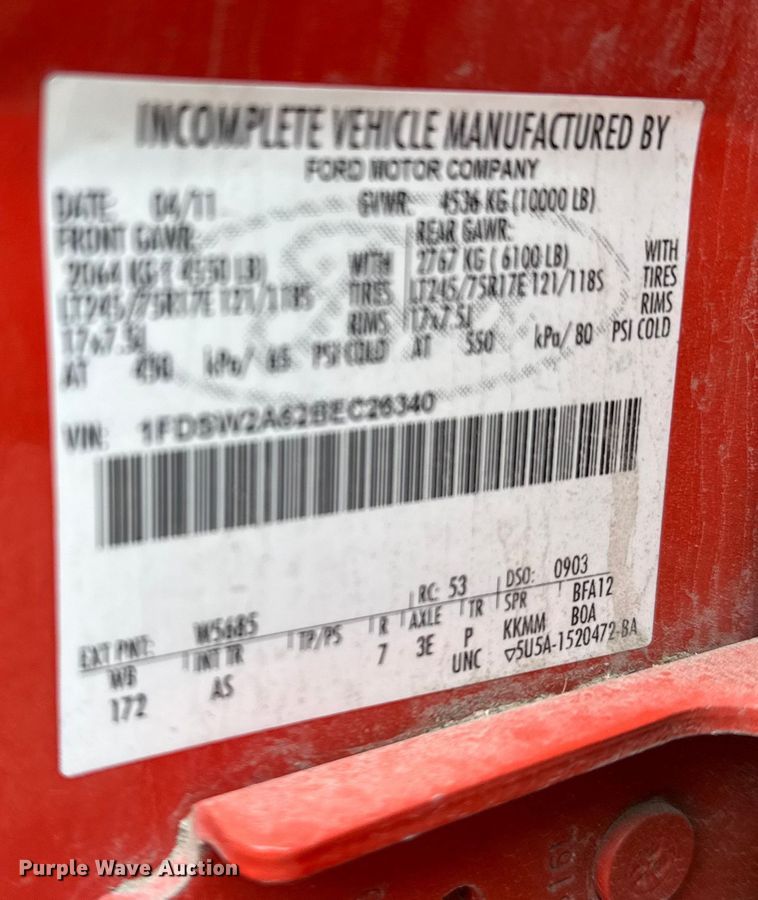 INCOMPLETE VEHICLE MANUFACTURED BY
FORD MOTOR COMPANY
DATE: 04/11 GVWR: 4536 KG (10000 LB)
FRONT GAWR: REAR GAWR:
2064 KG ( 4550 LB) WITH 2767 KG ( 6100 LB) WITH
LT245/75R17E 121/118S TIRES LT245/75R17E 121/118S TIRES
17x7.5J RIMS 17x7.5J RIMS
AT 450 kPa/ 65 PSI COLD AT 550 kPa/ 80 PSI COLD
VIN: 1FDSW2A62BEC26340
EXT PNT: W5685 RC: 53 DSO: 0903
WB INT TR TP/PS R AXLE TR SPR BFA12
172 AS 7 3E P KKMM BOA
UNC ▽5U5A-1520472-BA
Purple Wave Auction